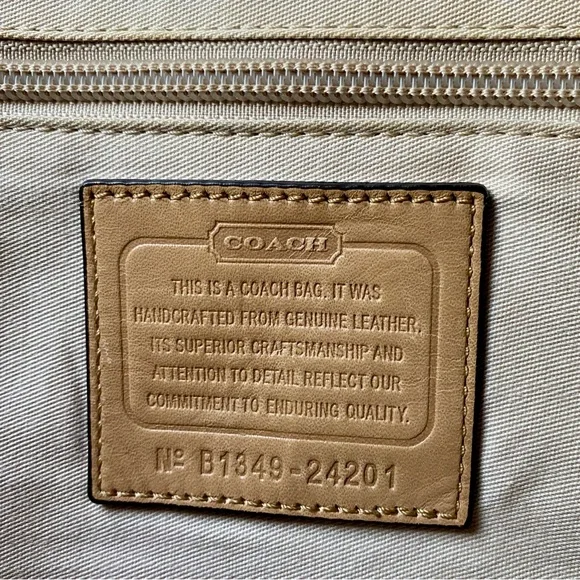 COACH
THIS IS A COACH BAG. IT WAS
HANDCRAFTED FROM GENUINE LEATHER.
ITS SUPERIOR CRAFTSMANSHIP AND
ATTENTION TO DETAIL REFLECT OUR
COMMITMENT TO ENDURING QUALITY.
Nº B1349-24201